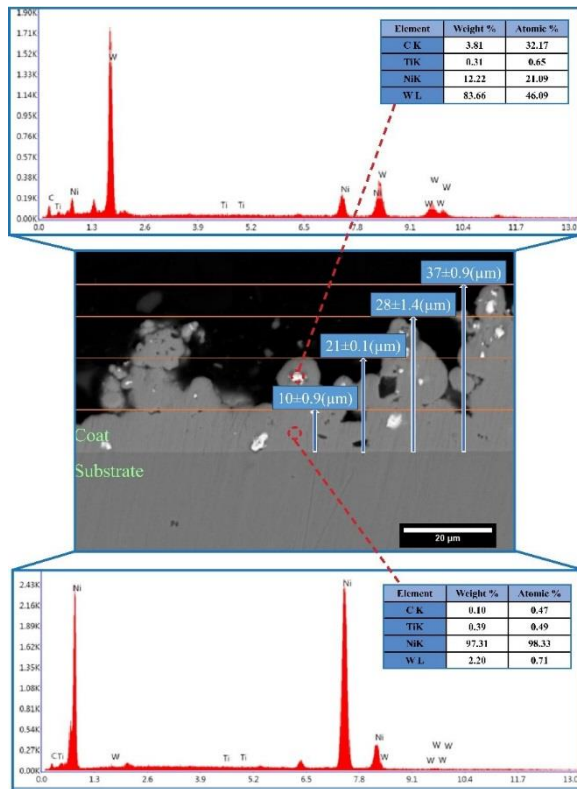 1.90K
1.71K
1.52K
1.33K
1.14K
0.95K
0.76K
0.57K
0.38K
0.19K
0.00K
0.0 1.3 2.6 3.9 5.2 6.5 7.8 9.1 10.4 11.7 13.0
C Ti Ni W Ti Ti Ni Ni W W W W W
Element Weight % Atomic %
C K 3.81 32.17
TiK 0.31 0.65
NiK 12.22 21.09
W L 83.66 46.09
37±0.9(µm)
28±1.4(µm)
21±0.1(µm)
10±0.9(µm)
Coat
Substrate
20 µm
2.43K
2.16K
1.89K
1.62K
1.35K
1.08K
0.81K
0.54K
0.27K
0.00K
0.0 1.3 2.6 3.9 5.2 6.5 7.8 9.1 10.4 11.7 13.0
C Ti Ni W Ti Ti Ni Ni W W W W W
Element Weight % Atomic %
C K 0.10 0.47
TiK 0.39 0.49
NiK 97.31 98.33
W L 2.20 0.71